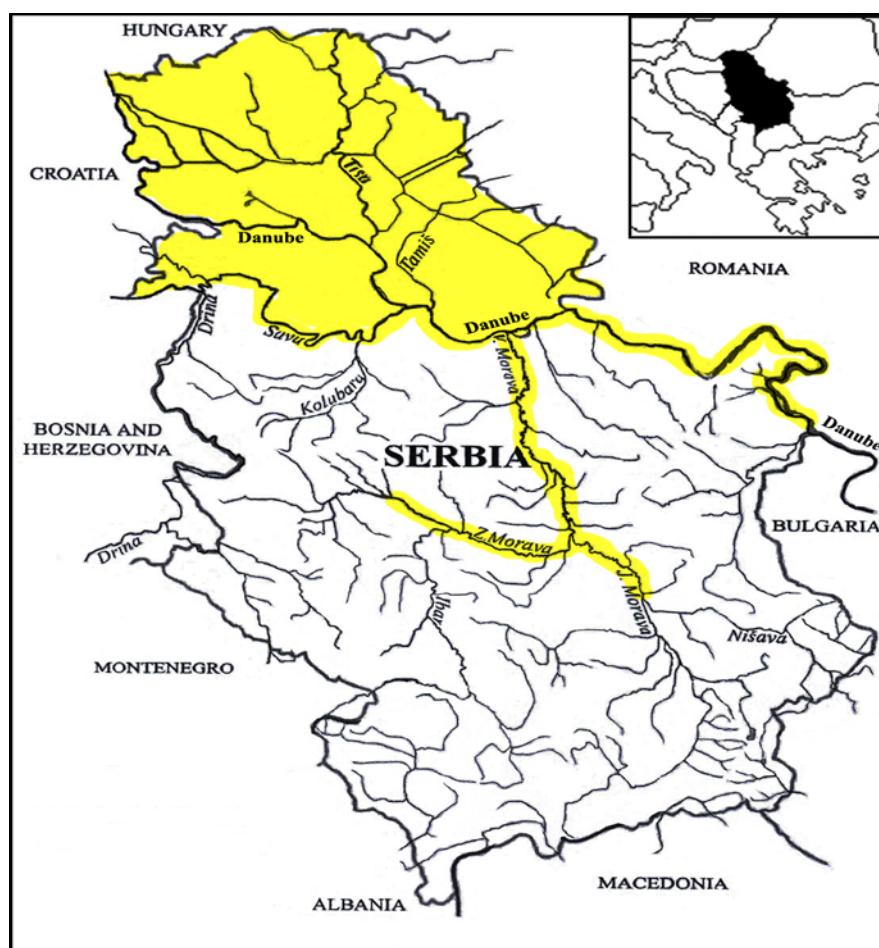 HUNGARY
CROATIA
Tisa
Danube
Tamiš
ROMANIA
Drina
Sava
Danube
V. Morava
Kolubara
Danube
BOSNIA AND
HERZEGOVINA
SERBIA
BULGARIA
Drina
Z.Morava
J. Morava
Ibar
Nišava
MONTENEGRO
MACEDONIA
ALBANIA